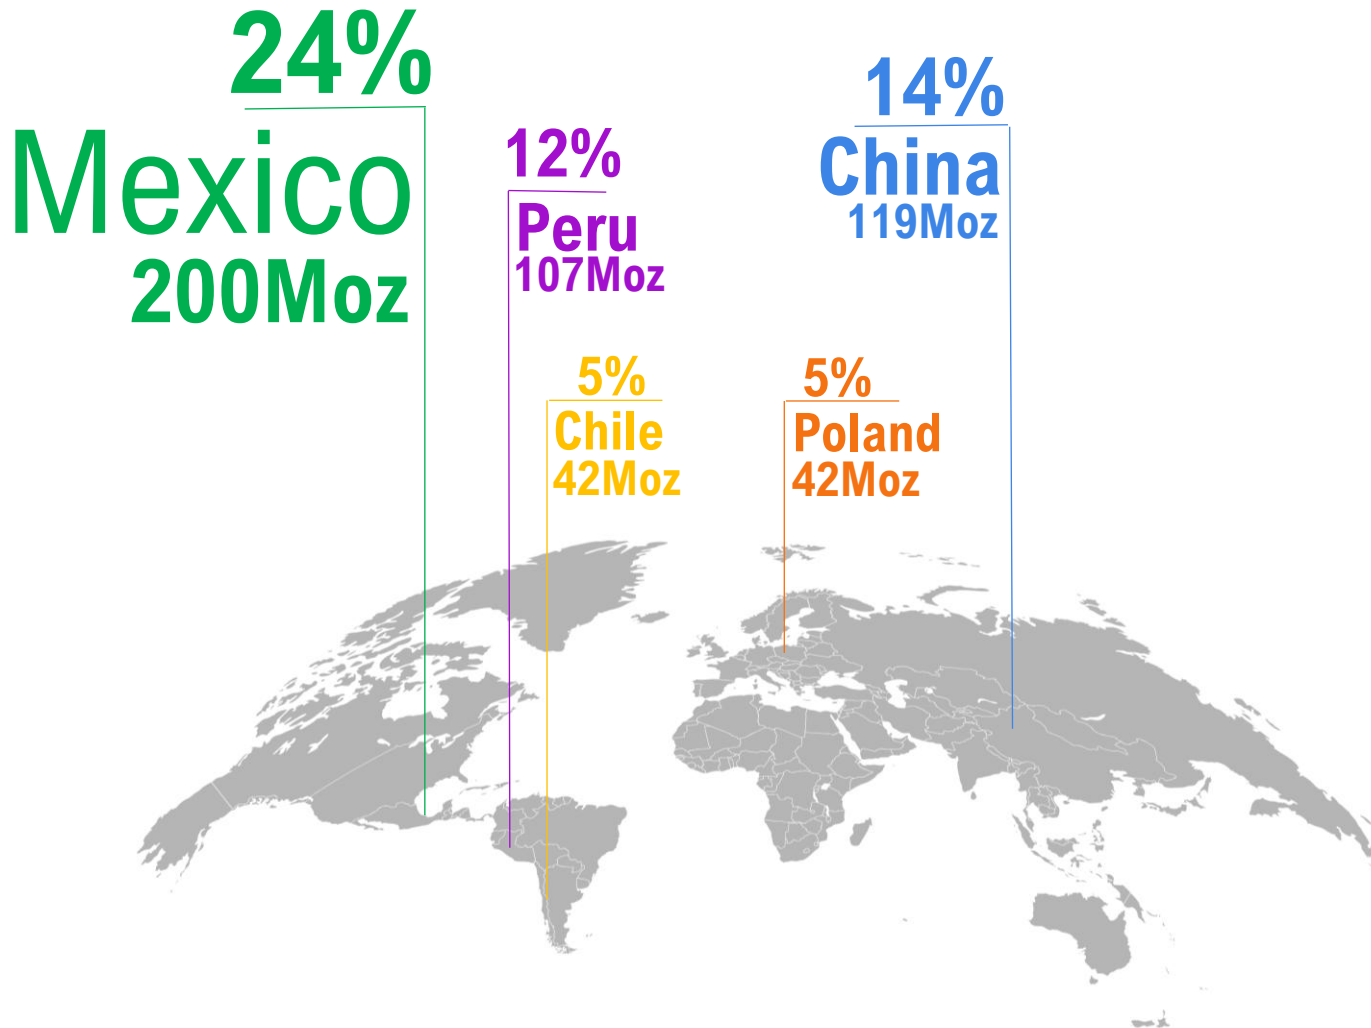 24%
Mexico
200Moz
12%
Peru
107Moz
14%
China
119Moz
5%
Chile
42Moz
5%
Poland
42Moz